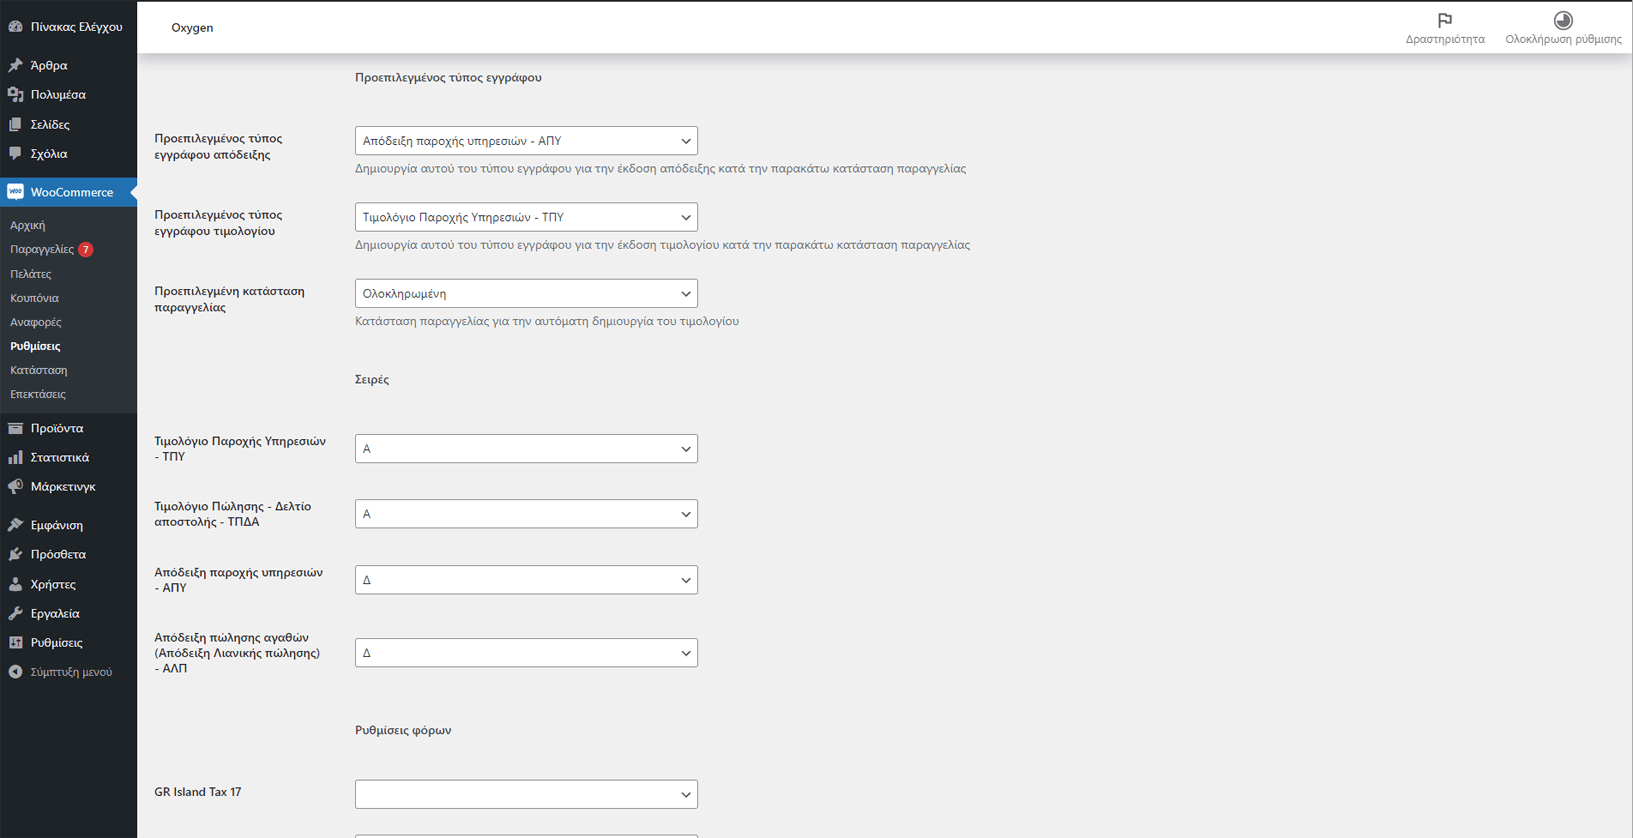 Πίνακας Ελέγχου
Άρθρα
Πολυμέσα
Σελίδες
Σχόλια
WooCommerce
Αρχική
Παραγγελίες 7
Πελάτες
Κουπόνια
Αναφορές
Ρυθμίσεις
Κατάσταση
Επεκτάσεις
Προϊόντα
Στατιστικά
Μάρκετινγκ
Εμφάνιση
Πρόσθετα
Χρήστες
Εργαλεία
Ρυθμίσεις
Σύμπτυξη μενού
Oxygen
Δραστηριότητα
Ολοκλήρωση ρύθμισης
Προεπιλεγμένος τύπος εγγράφου
Προεπιλεγμένος τύπος
εγγράφου απόδειξης
Απόδειξη παροχής υπηρεσιών - ΑΠΥ
Δημιουργία αυτού του τύπου εγγράφου για την έκδοση απόδειξης κατά την παρακάτω κατάσταση παραγγελίας
Προεπιλεγμένος τύπος
εγγράφου τιμολογίου
Τιμολόγιο Παροχής Υπηρεσιών - ΤΠΥ
Δημιουργία αυτού του τύπου εγγράφου για την έκδοση τιμολογίου κατά την παρακάτω κατάσταση παραγγελίας
Προεπιλεγμένη κατάσταση
παραγγελίας
Ολοκληρωμένη
Κατάσταση παραγγελίας για την αυτόματη δημιουργία του τιμολογίου
Σειρές
Τιμολόγιο Παροχής Υπηρεσιών
- ΤΠΥ
Α
Τιμολόγιο Πώλησης - Δελτίο
αποστολής - ΤΠΔΑ
Α
Απόδειξη παροχής υπηρεσιών
- ΑΠΥ
Δ
Απόδειξη πώλησης αγαθών
(Απόδειξη Λιανικής πώλησης)
- ΑΛΠ
Δ
Ρυθμίσεις φόρων
GR Island Tax 17